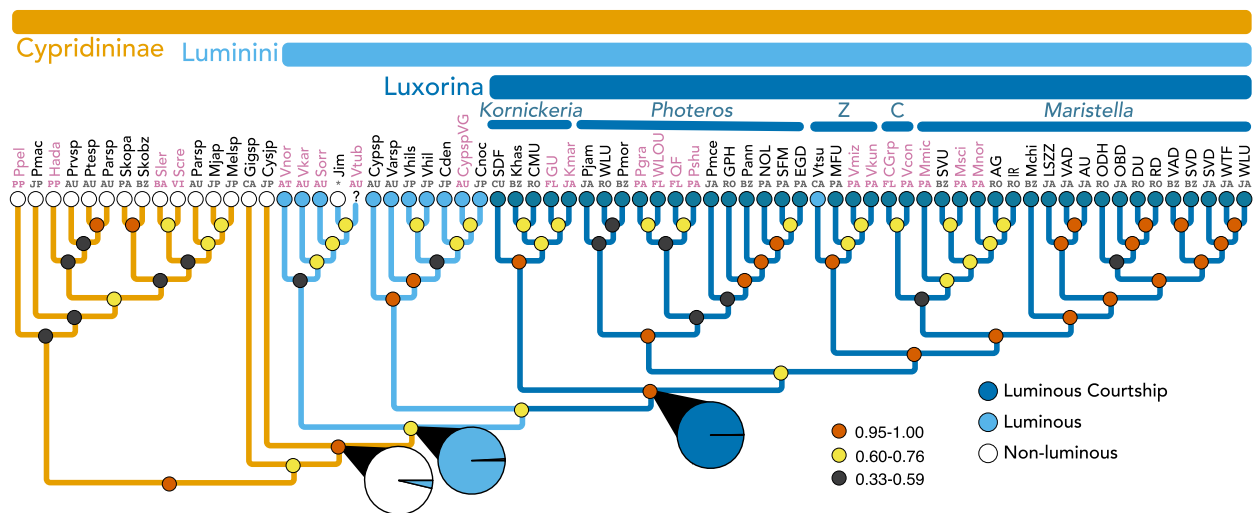 Cypridininae
Luminini
Luxorina
Kornickeria
Photeros
Z
C
Maristella
Ppel
Pmac
Hada
Prvsp
Ptesp
Parsp
Skopa
Skobz
Sler
Scre
Parsp
Mjap
Melsp
Gigsp
Cysjp
Vnor
Vkar
Sorr
Jim
Vtub
Cypsp
Varsp
Vhils
Vhil
Cden
CypspVG
Cnoc
SDF
Khas
CMU
GU
Kmar
Pjam
WLU
Pmor
Pgra
WLOU
QF
Pshu
Pmce
GPH
Pann
NOL
SFM
EGD
Vtsu
MFU
Vmiz
Vkun
CGrp
Vcon
Mmic
SVU
Msci
Mnor
AG
IR
Mchi
LSZZ
VAD
AU
ODH
OBD
DU
RD
VAD
SVD
SVD
WTF
WLU
PP JP PP AU AU AU PA BZ BA VI AU JP JP CA JP AU AU * AU AU AU JP JP JP AU JP CU BZ RO FL JA JA RO BZ PA FL FL PA JA RO BZ PA PA PA CA PA PA PA FL PA PA BZ PA PA RO RO BZ JA JA JA RO PA RO RO BZ BZ JA JA JA
?
Luminous Courtship
Luminous
Non-luminous
0.95-1.00
0.60-0.76
0.33-0.59